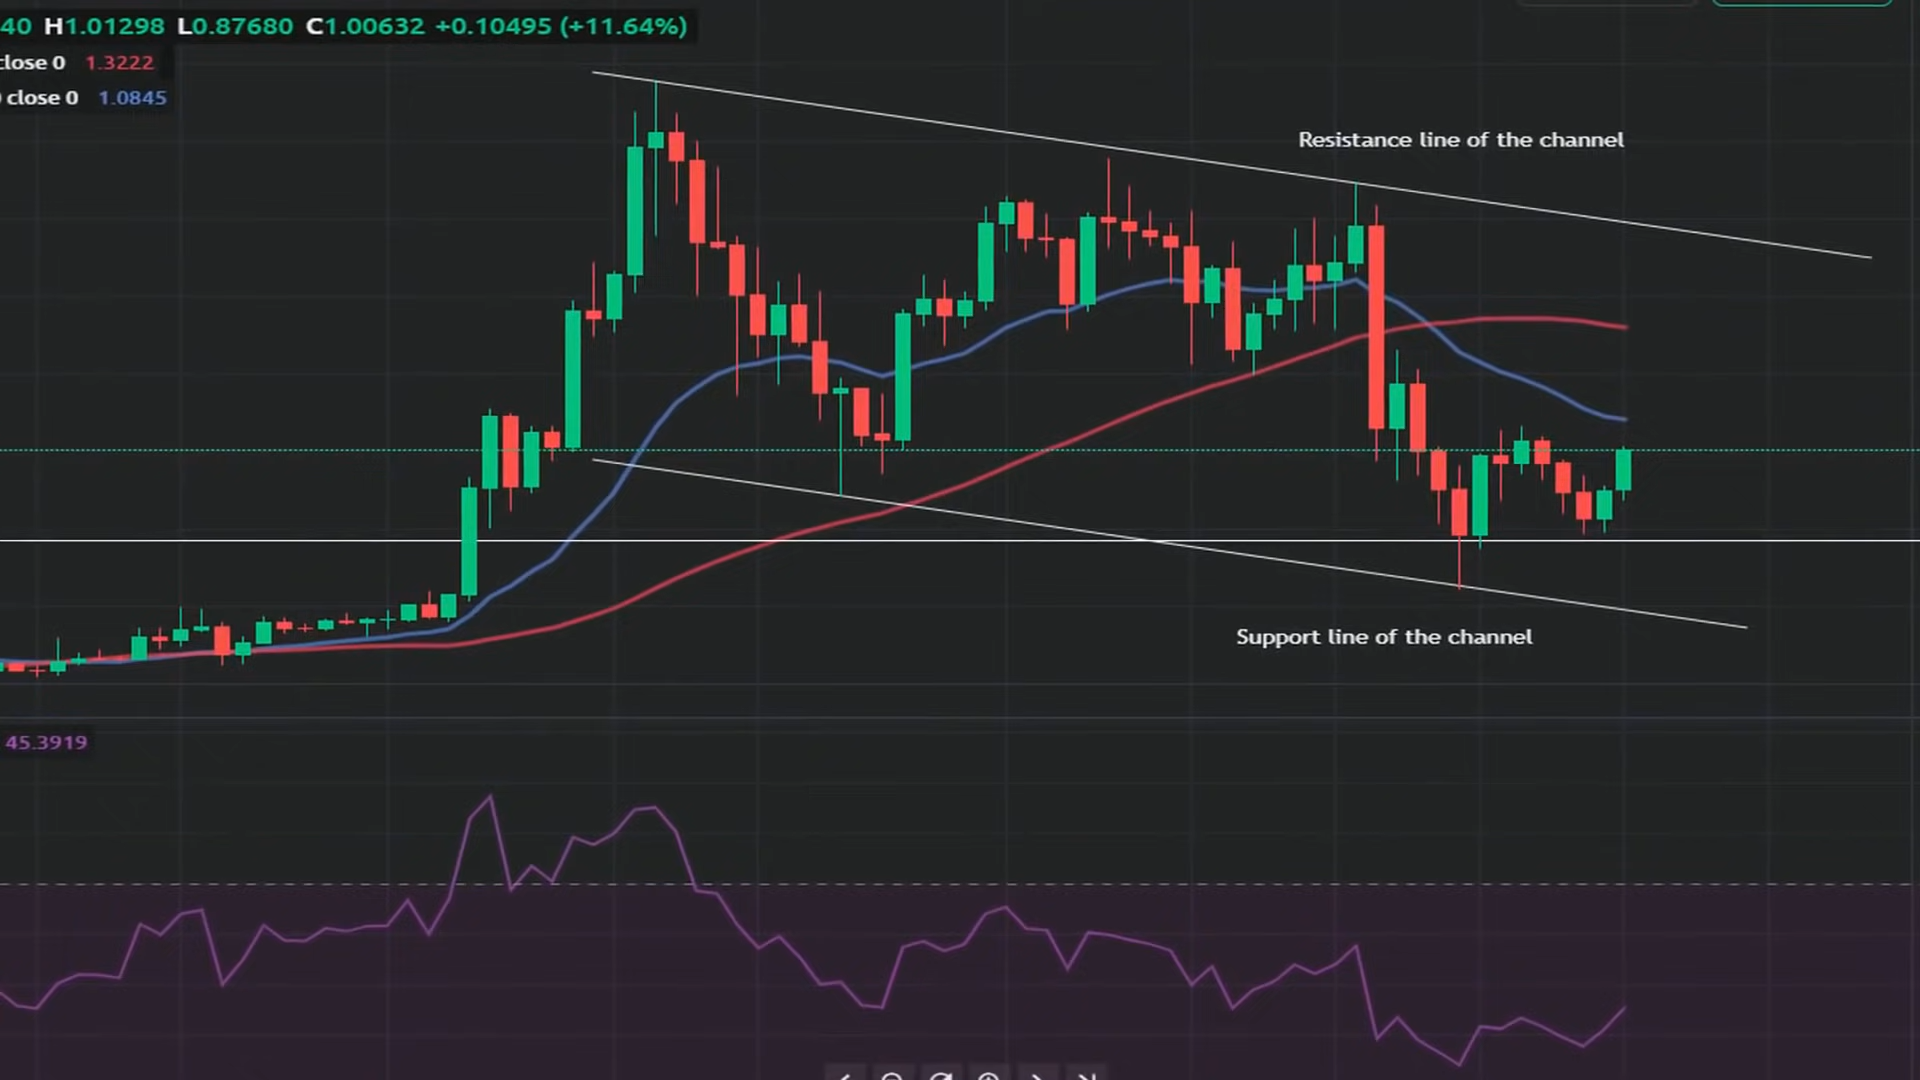 40 H1.01298 L0.87680 C1.00632 +0.10495 (+11.64%)
close 0 1.3222
close 0 1.0845
Resistance line of the channel
Support line of the channel
45.3919